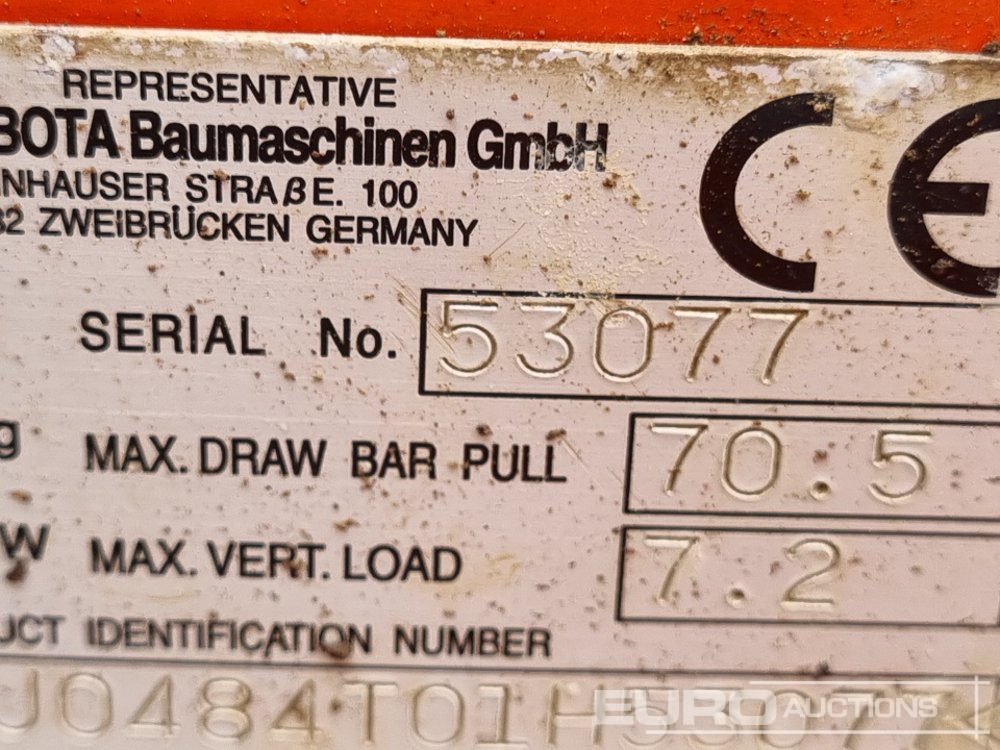 REPRESENTATIVE
BOTA Baumaschinen GmbH
NHAUSER STRAßE. 100
32 ZWEIBRÜCKEN GERMANY
CE
SERIAL No. 53077
g MAX. DRAW BAR PULL 70.5
W MAX. VERT. LOAD 7.2
UCT IDENTIFICATION NUMBER
J0484T01H53077
EURO AUCTIONS